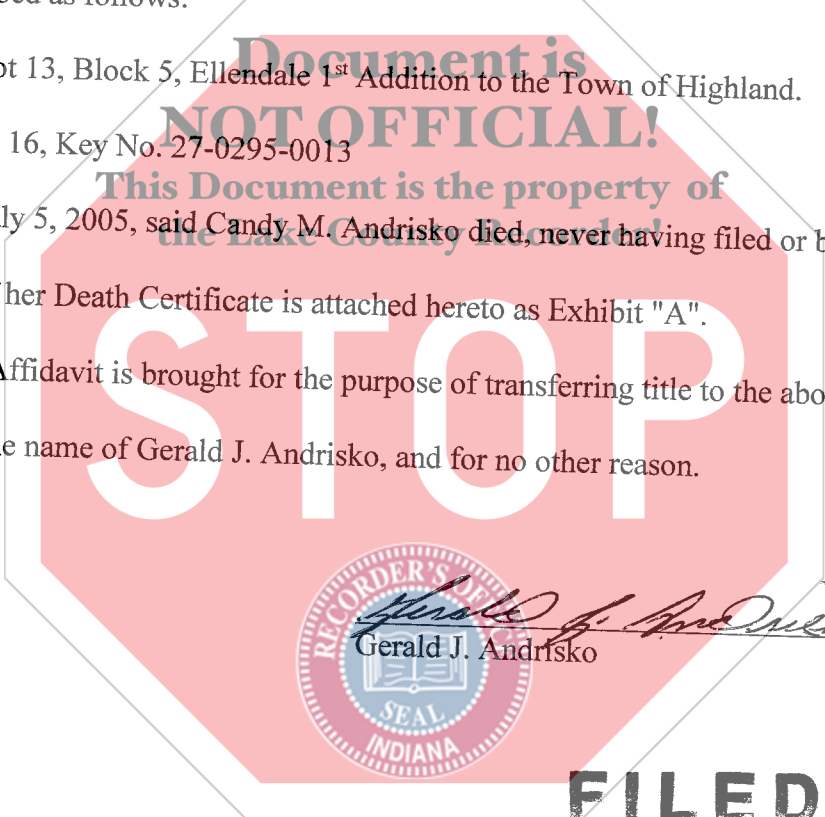 as follows:
13, Block 5, Ellendale 1st Addition to the Town of Highland.
16, Key No. 27-0295-0013
5, 2005, said Candy M. Andrisko died, never having filed or
her Death Certificate is attached hereto as Exhibit "A".
Affidavit is brought for the purpose of transferring title to the
name of Gerald J. Andrisko, and for no other reason.
Document is
NOT OFFICIAL!
This Document is the property of
the Lake County Recorder!
STOP
RECORDER'S
SEAL
INDIANA
Gerald J. Andrisko
Gerald J. Andrisko
FILED